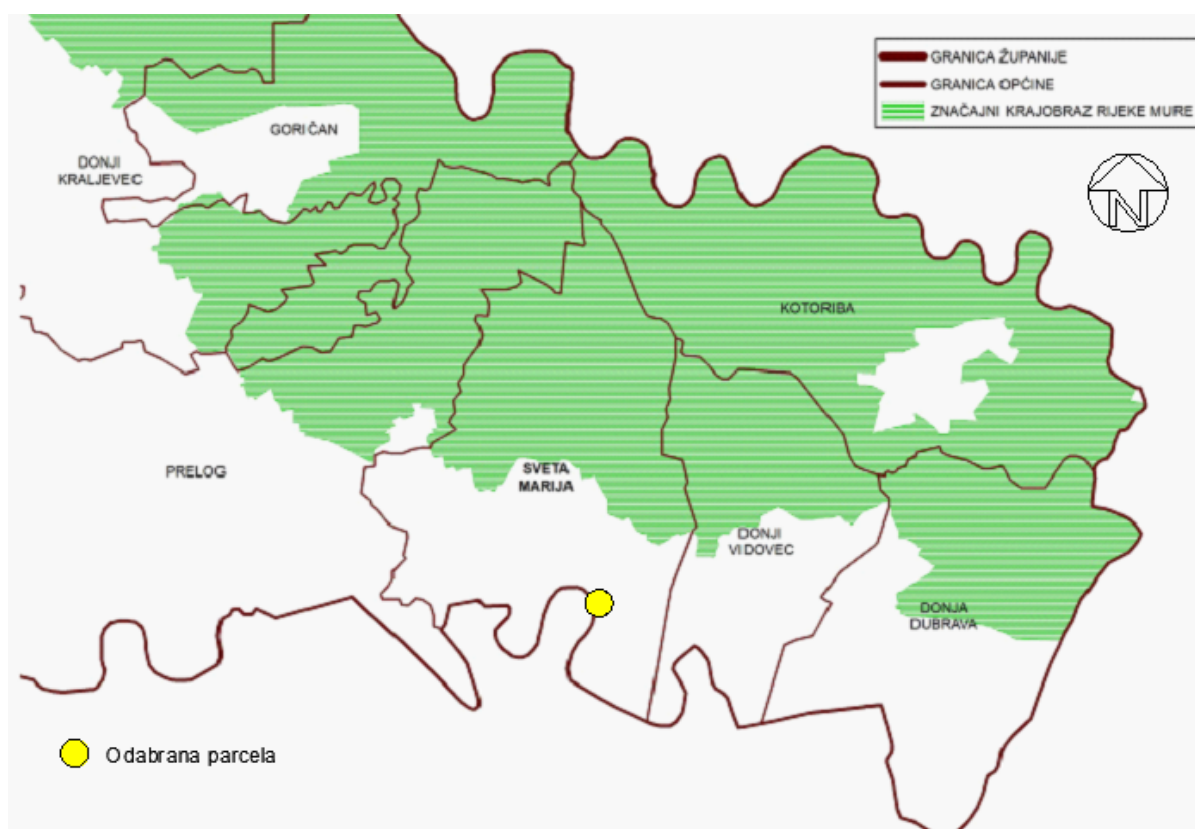 GRANICA ŽUPANIJE
GRANICA OPĆINE
ZNAČAJNI KRAJOBRAZ RIJEKE MUIRE
GORIČAN
DONJI
KRALJEVEC
N
KOTORIBA
PRELOG
SVETA
MARIJA
DONJI
VIDOVEC
DONJA
DUBRAVA
Odabrana parcela